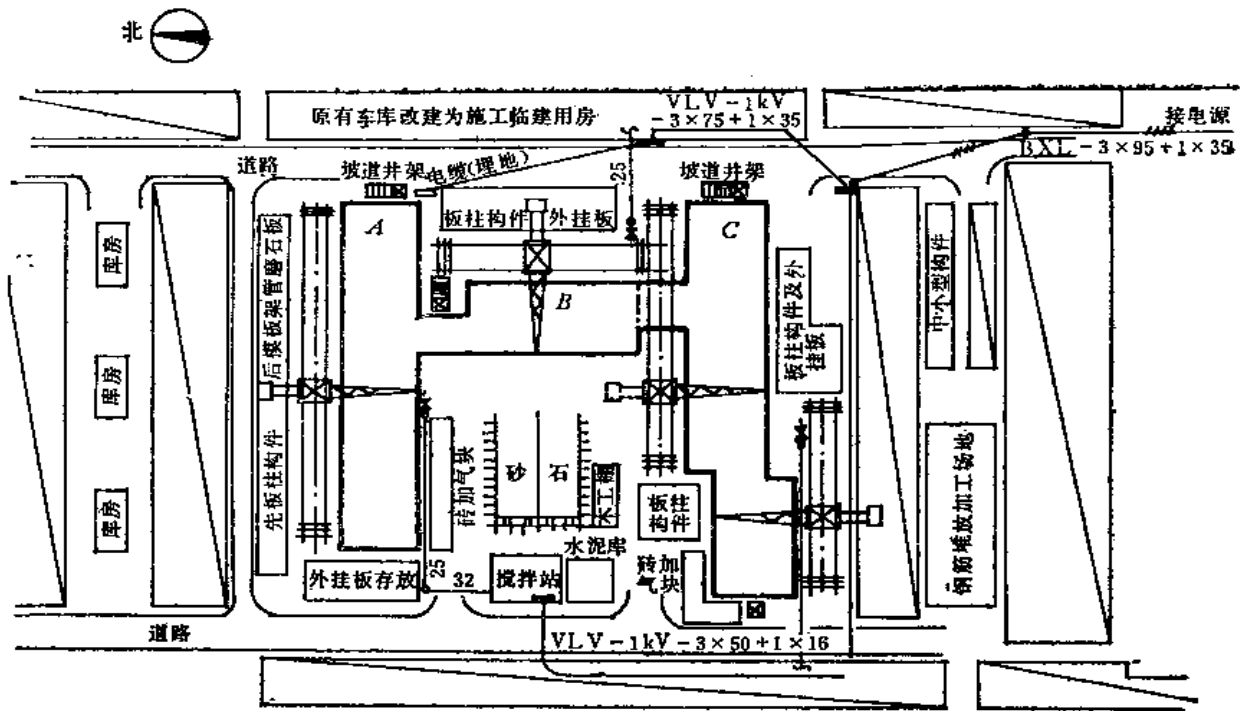 北
原有车库改建为施工临建用房
VLV-1kV
-3×75+1×35
接电源
BXL-3×95+1×35
道路
坡道井架
电缆(埋地)
25
坡道井架
A
板柱构件
外挂板
C
B
库房
库房
库房
后模板架管磨石板
先板柱构件
板柱构件及外
挂板
中小型构件
砖加气块
砂
石
木工棚
板柱
构件
钢筋堆放加工场地
水泥库
外挂板存放
25
32
搅拌站
砖加
气块
道路
VLV-1kV-3×50+1×16